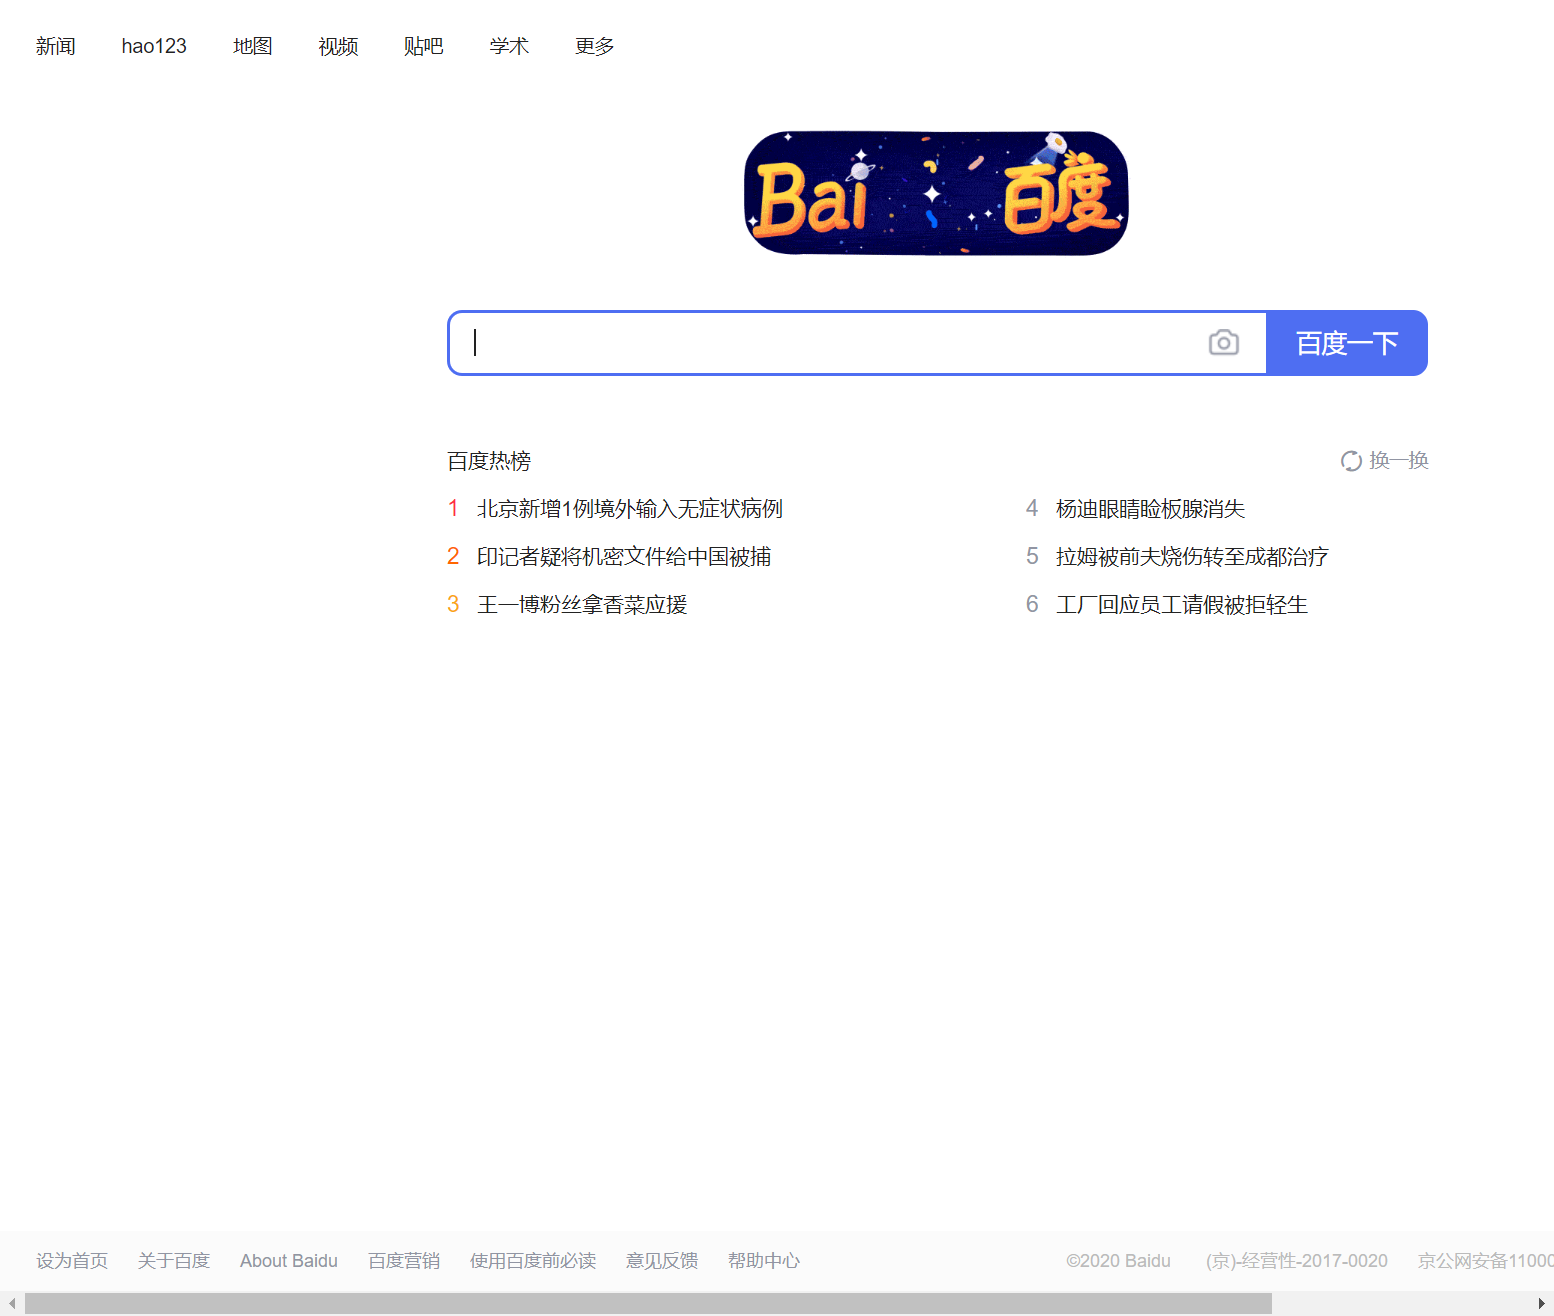 新闻 hao123 地图 视频 贴吧 学术 更多
Bai 百度
百度一下
百度热榜 换一换
1 北京新增1例境外输入无症状病例
2 印记者疑将机密文件给中国被捕
3 王一博粉丝拿香菜应援
4 杨迪眼睛睑板腺消失
5 拉姆被前夫烧伤转至成都治疗
6 工厂回应员工请假被拒轻生
设为首页 关于百度 About Baidu 百度营销 使用百度前必读 意见反馈 帮助中心 ©2020 Baidu (京)-经营性-2017-0020 京公网安备11000